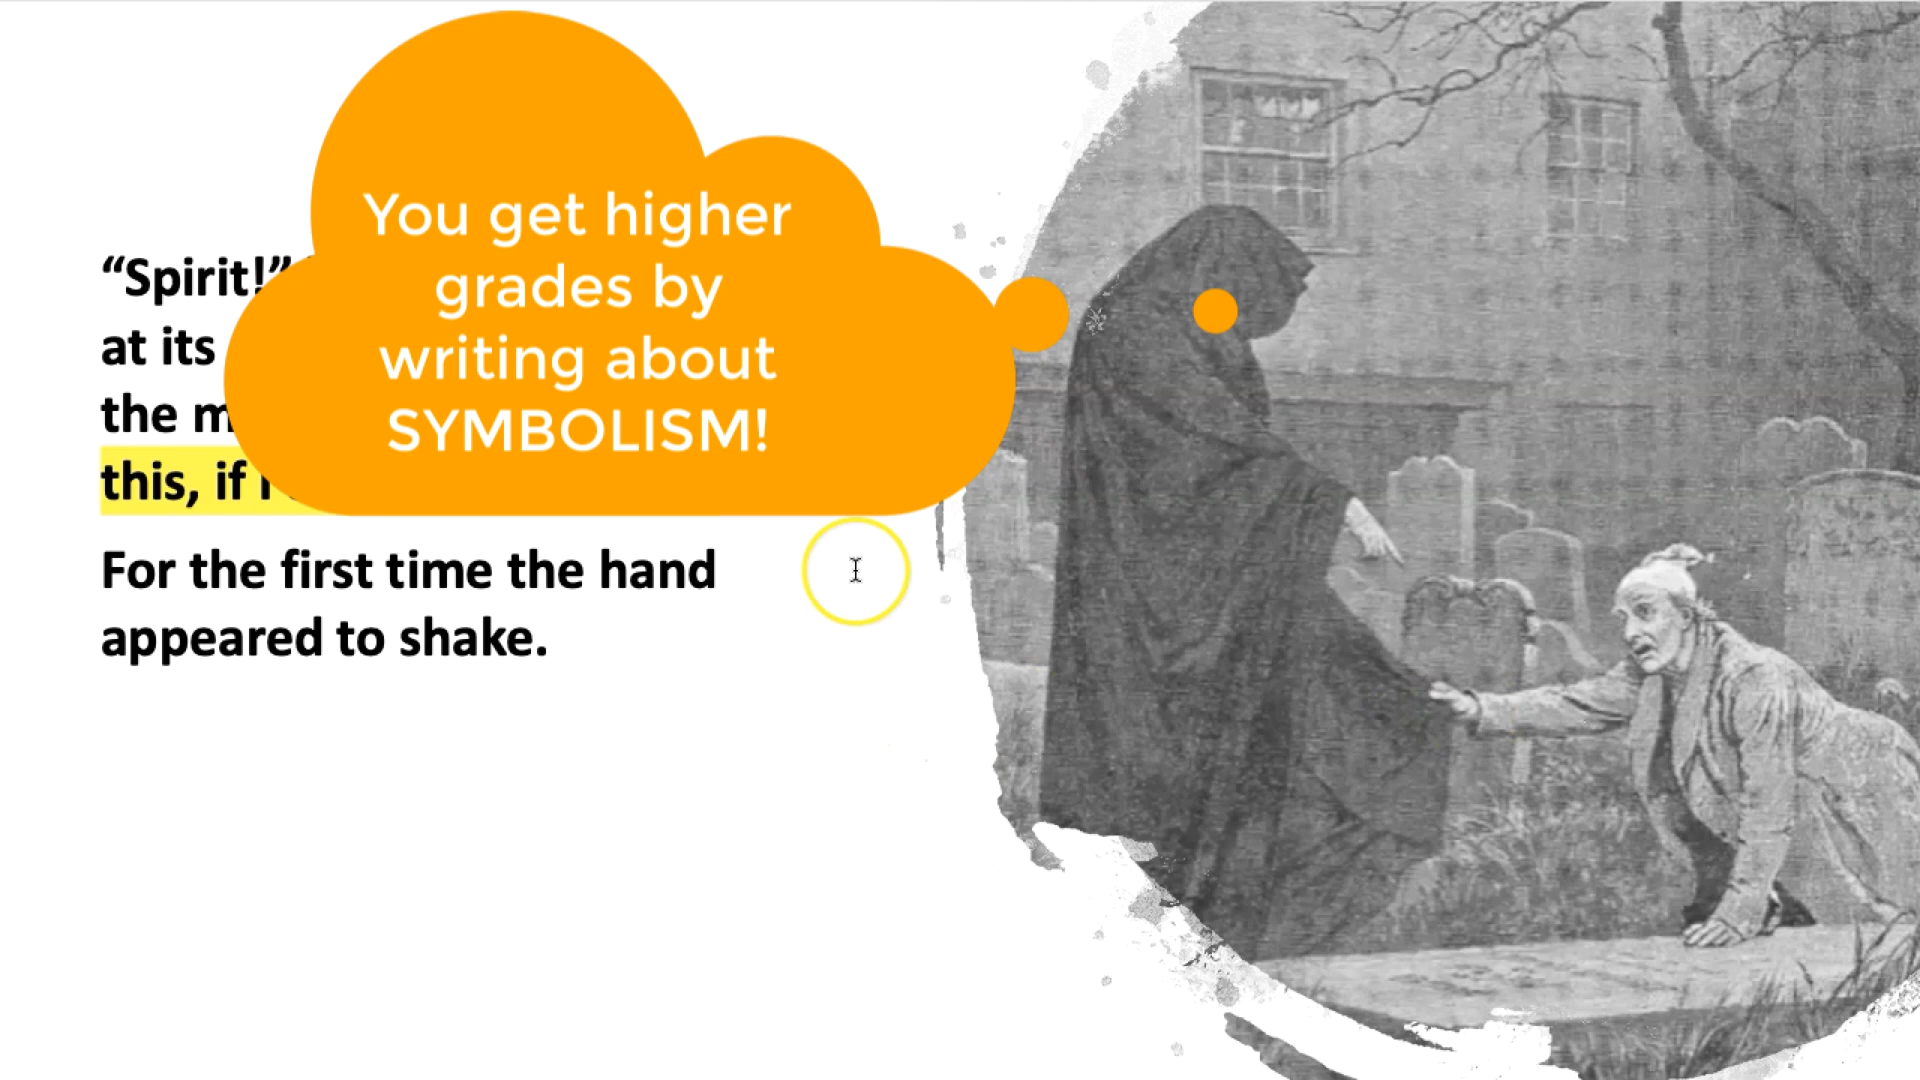 You get higher
grades by
writing about
SYMBOLISM!
“Spirit!”
at its
the
this, if
For the first time the hand
appeared to shake.